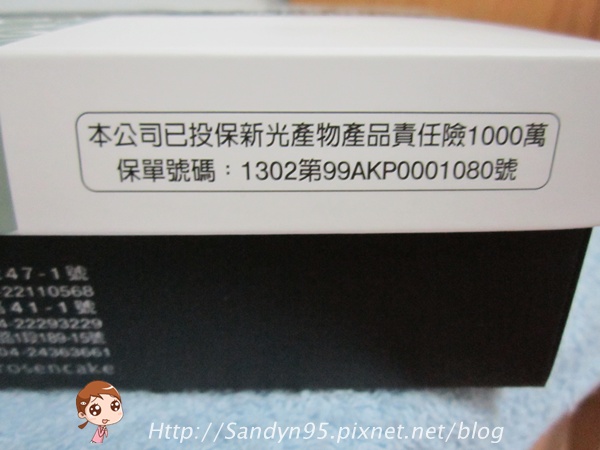 本公司已投保新光產物產品責任險1000萬
保單號碼：1302第99AKP0001080號
47-1號
22110568
41-1號
4-22293229
路1段189-15號
04-24363661
rosencake
Http://Sandyn95.pixnet.net/blog